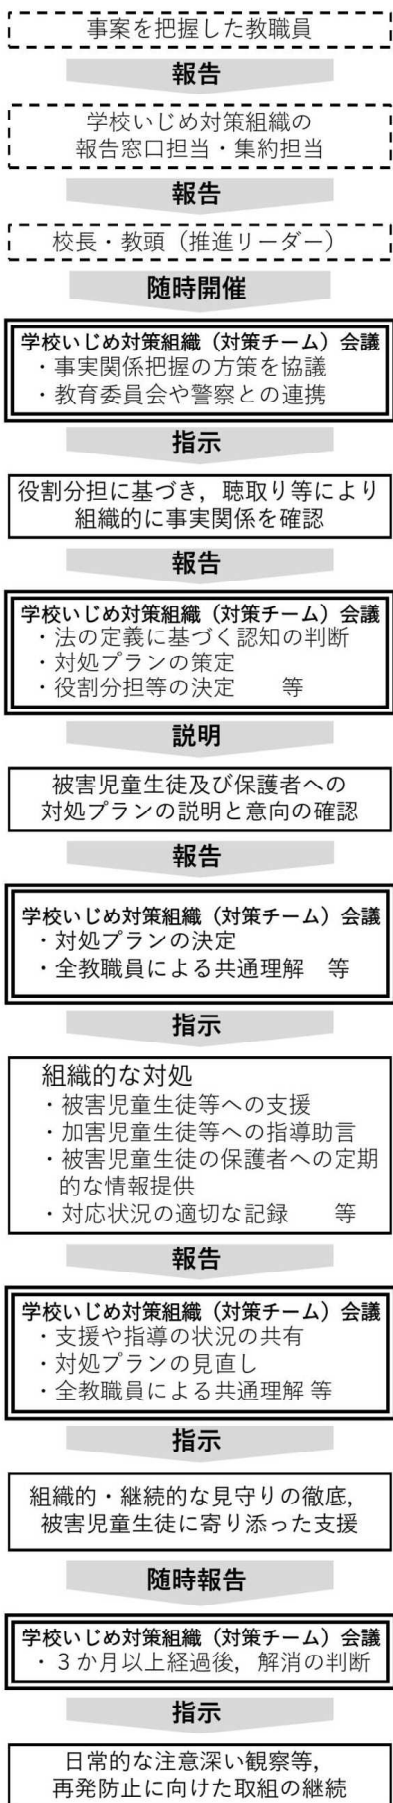 事案を把握した教職員
報告
学校いじめ対策組織の
報告窓口担当・集約担当
報告
校長・教頭（推進リーダー）
随時開催
学校いじめ対策組織（対策チーム）会議
・事実関係把握の方策を協議
・教育委員会や警察との連携
指示
役割分担に基づき，聴取り等により
組織的に事実関係を確認
報告
学校いじめ対策組織（対策チーム）会議
・法の定義に基づく認知の判断
・対処プランの策定
・役割分担等の決定　　等
説明
被害児童生徒及び保護者への
対処プランの説明と意向の確認
報告
学校いじめ対策組織（対策チーム）会議
・対処プランの決定
・全教職員による共通理解　等
指示
組織的な対処
・被害児童生徒等への支援
・加害児童生徒等への指導助言
・被害児童生徒の保護者への定期
的な情報提供
・対応状況の適切な記録　　等
報告
学校いじめ対策組織（対策チーム）会議
・支援や指導の状況の共有
・対処プランの見直し
・全教職員による共通理解 等
指示
組織的・継続的な見守りの徹底，
被害児童生徒に寄り添った支援
随時報告
学校いじめ対策組織（対策チーム）会議
・３か月以上経過後，解消の判断
指示
日常的な注意深い観察等，
再発防止に向けた取組の継続